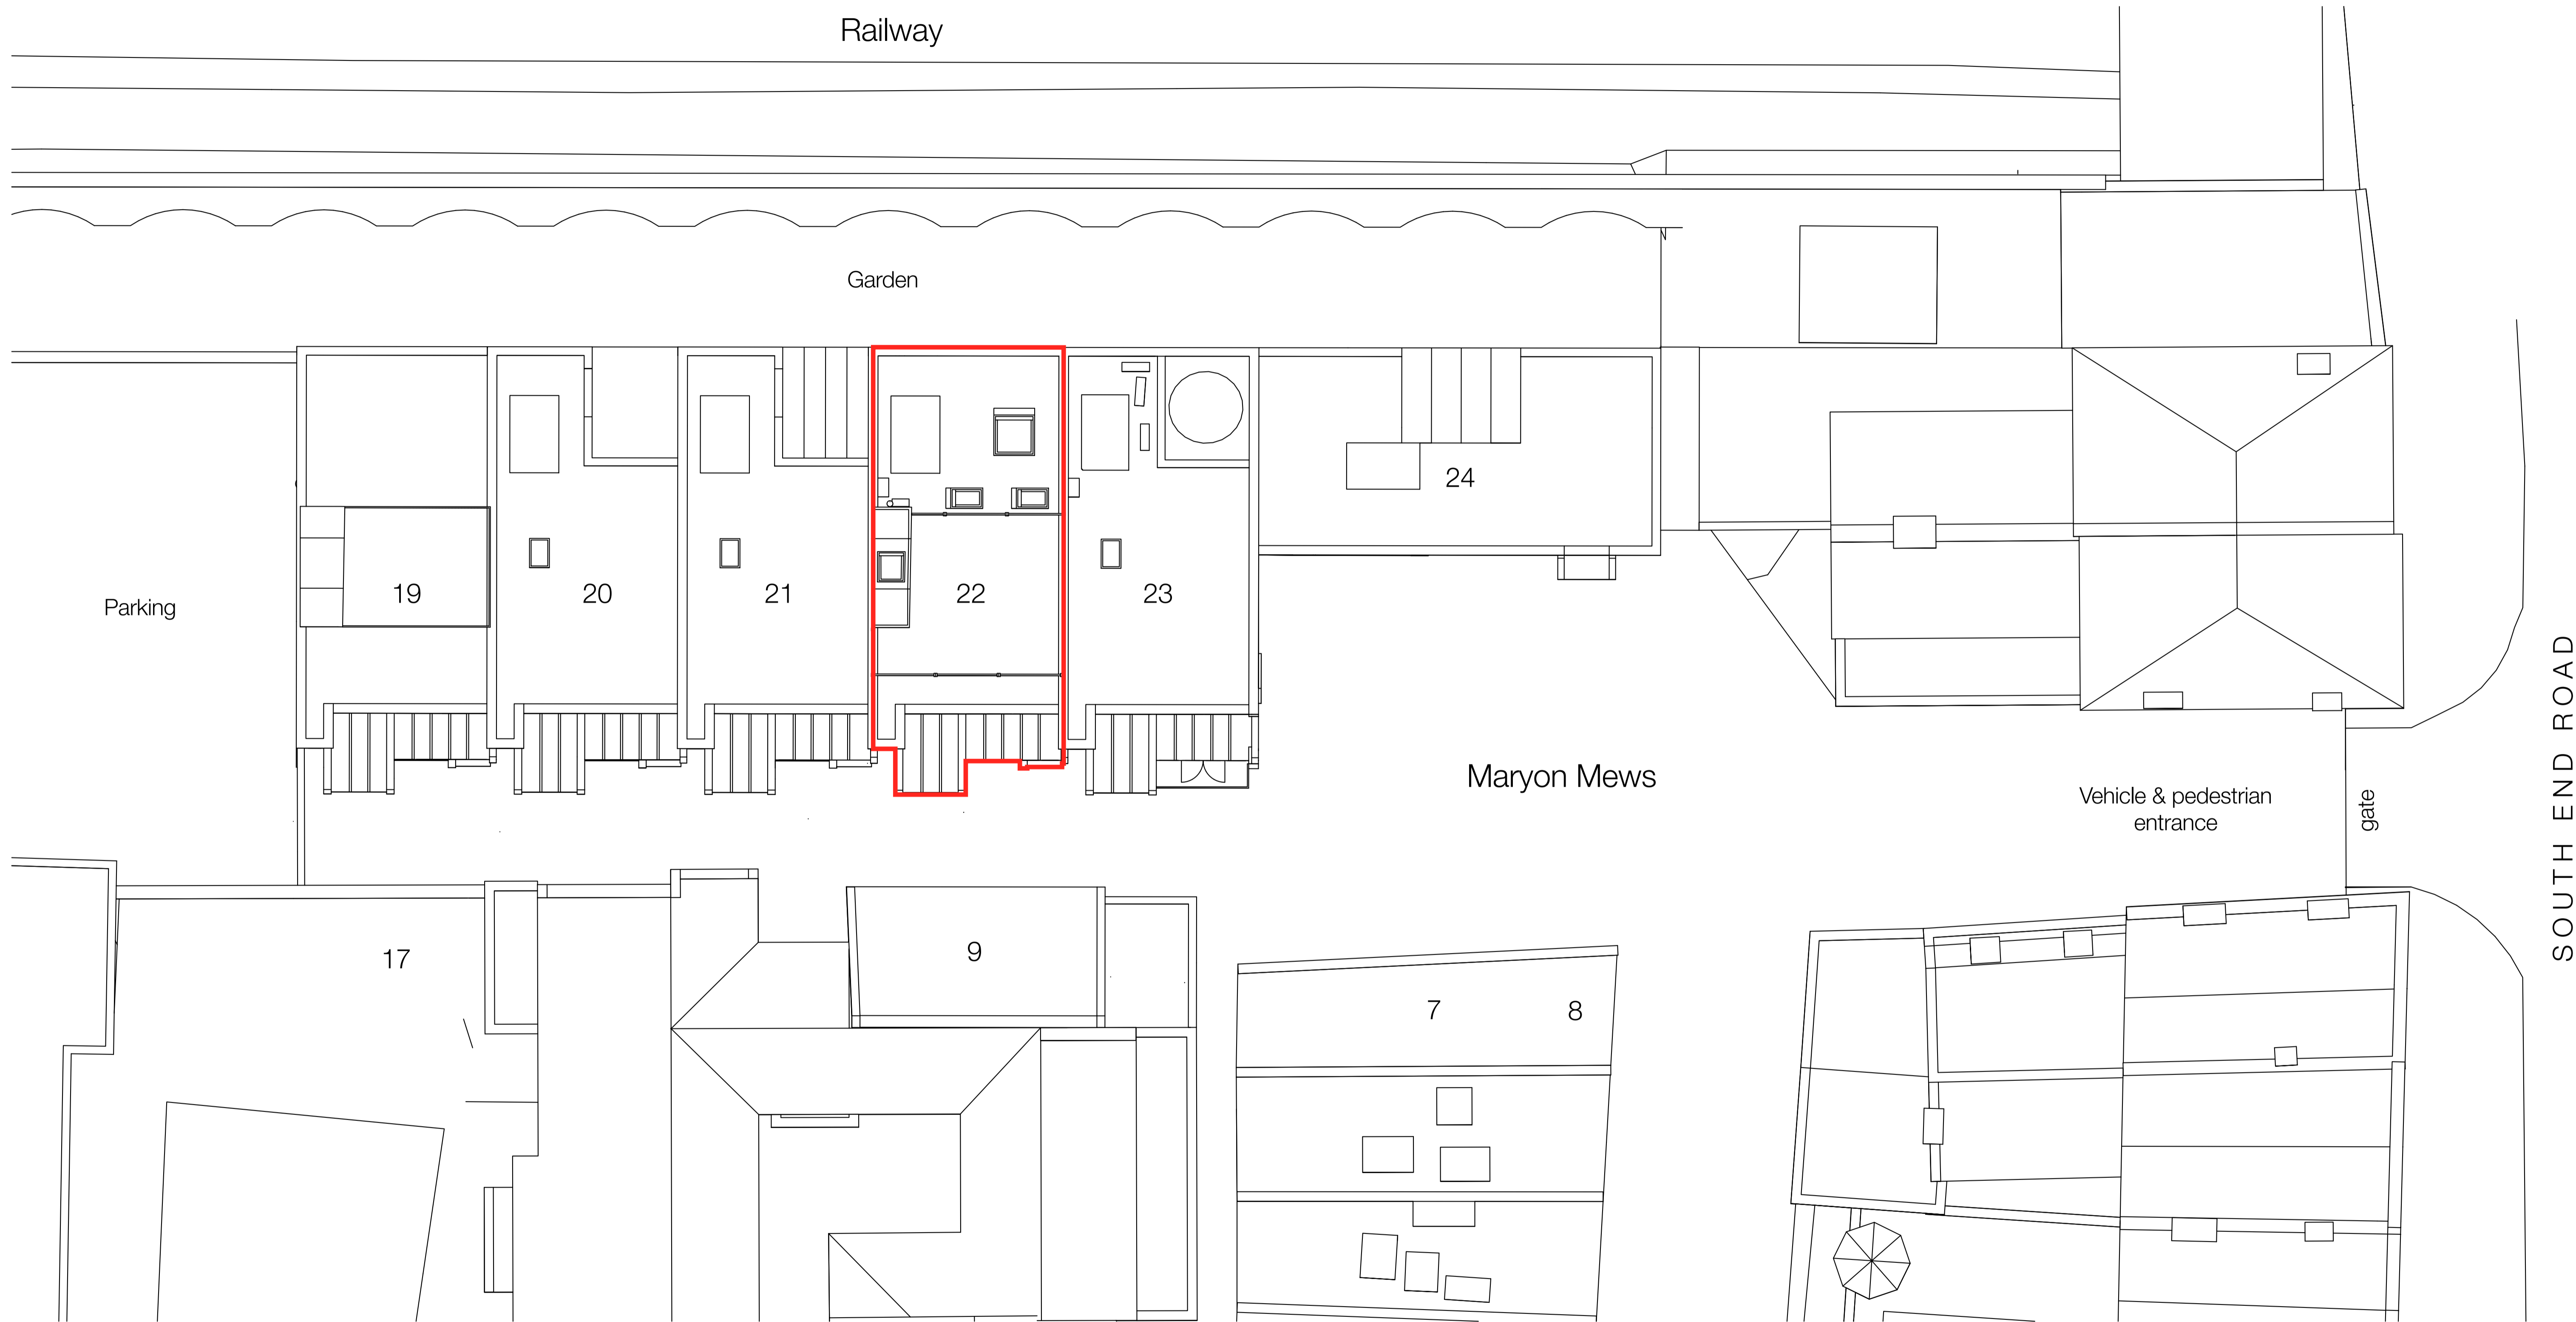 Railway
Garden
24
19
20
21
22
23
Parking
Maryon Mews
Vehicle & pedestrian
entrance
gate
SOUTH END ROAD
17
9
7
8